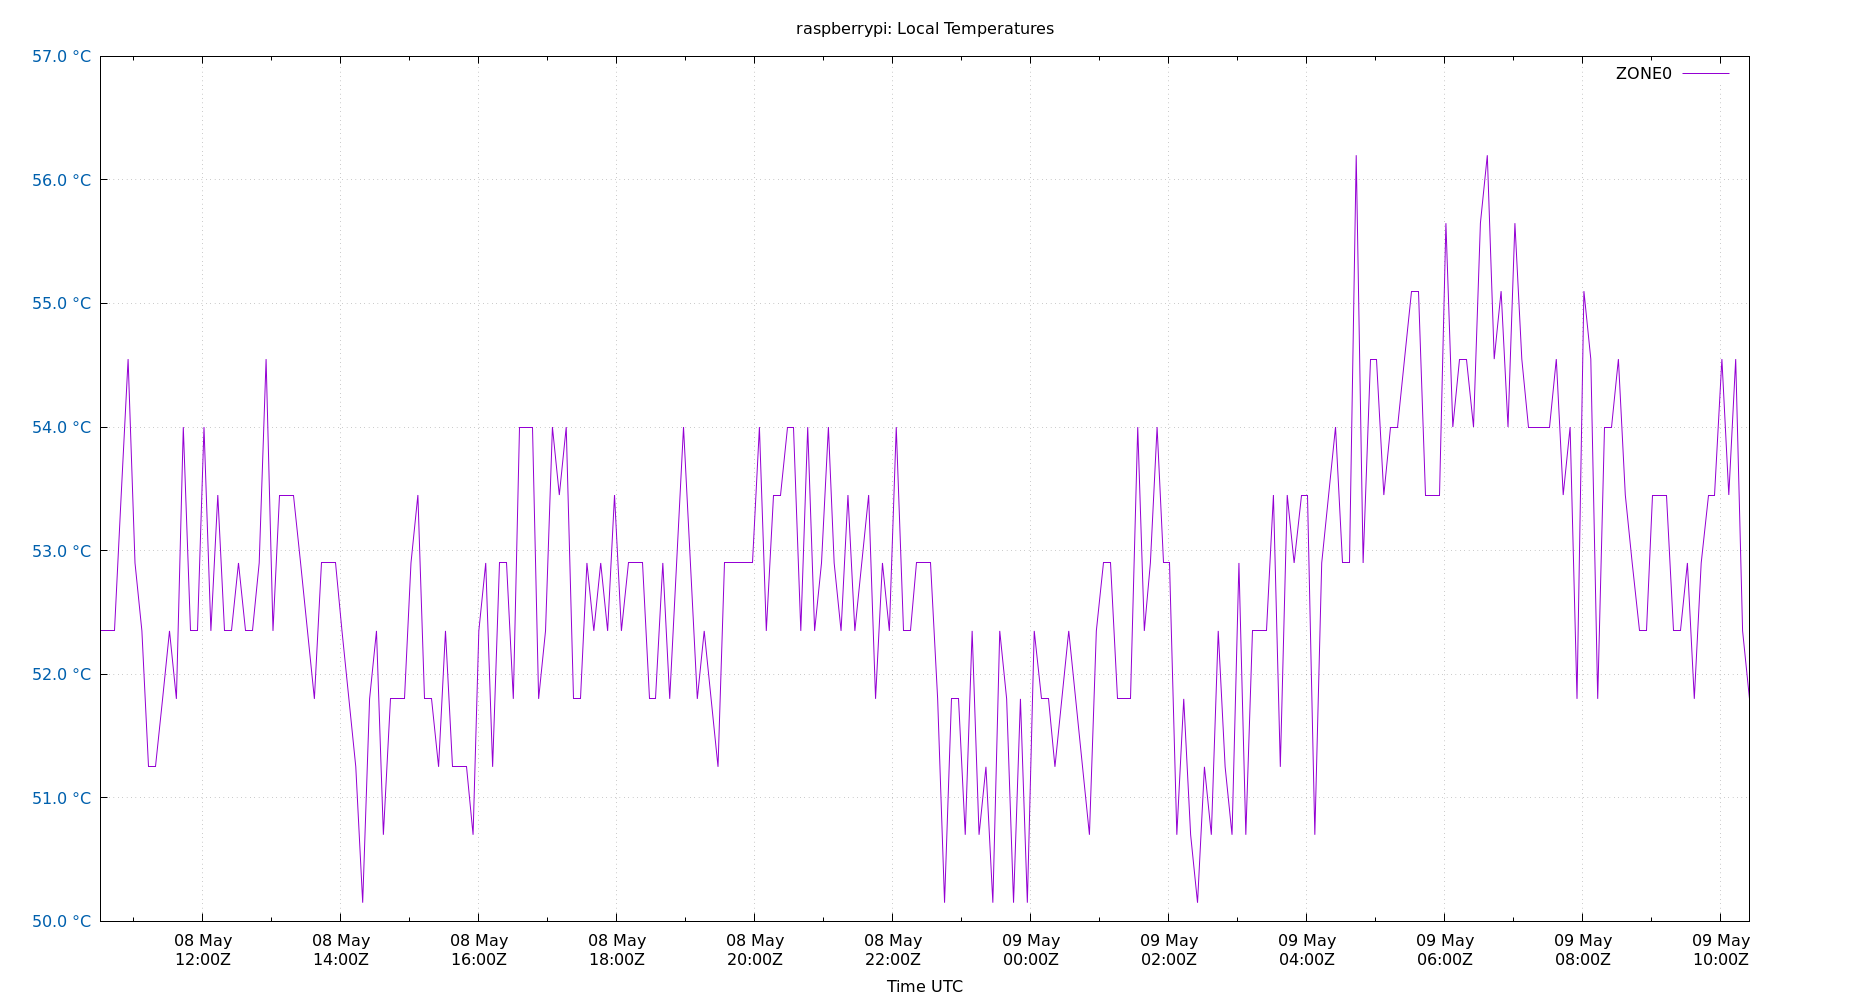 raspberrypi: Local Temperatures
57.0 °C
ZONE0
56.0 °C
55.0 °C
54.0 °C
53.0 °C
52.0 °C
51.0 °C
50.0 °C
08 May 08 May 08 May 08 May 08 May 08 May 09 May 09 May 09 May 09 May 09 May 09 May
12:00Z 14:00Z 16:00Z 18:00Z 20:00Z 22:00Z 00:00Z 02:00Z 04:00Z 06:00Z 08:00Z 10:00Z
Time UTC